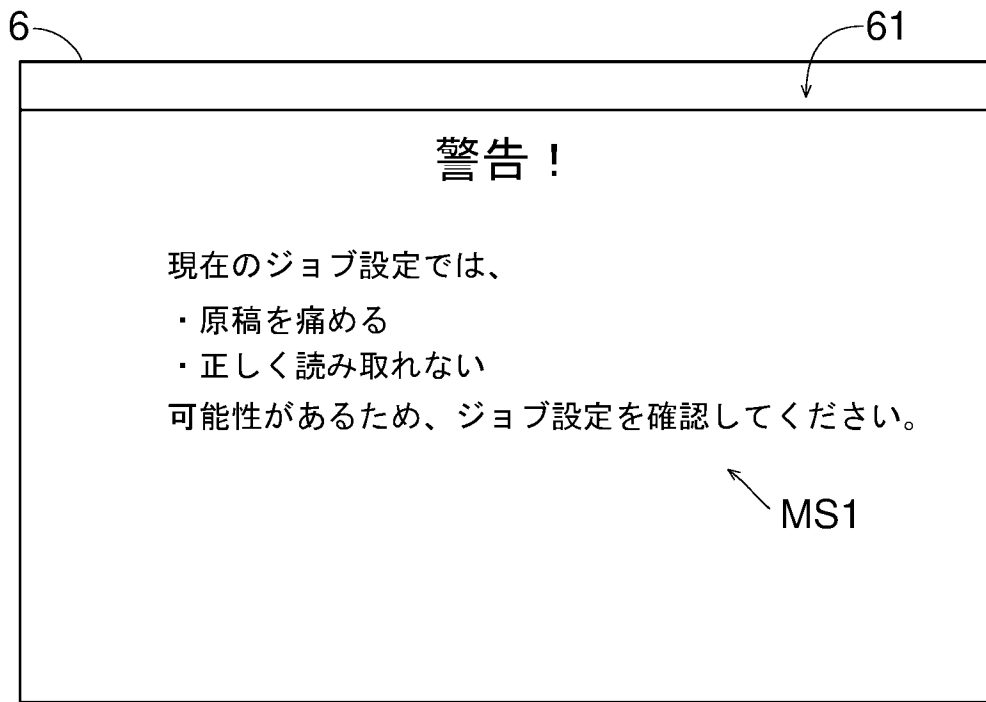 6
61
警告！
現在のジョブ設定では、
・原稿を痛める
・正しく読み取れない
可能性があるため、ジョブ設定を確認してください。
MS1